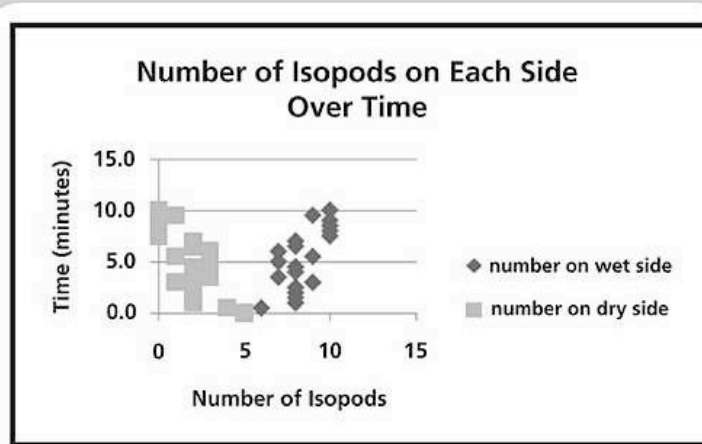 Number of Isopods on Each Side
Over Time
Time (minutes)
15.0
10.0
5.0
0.0
0 5 10 15
Number of Isopods
number on wet side
number on dry side